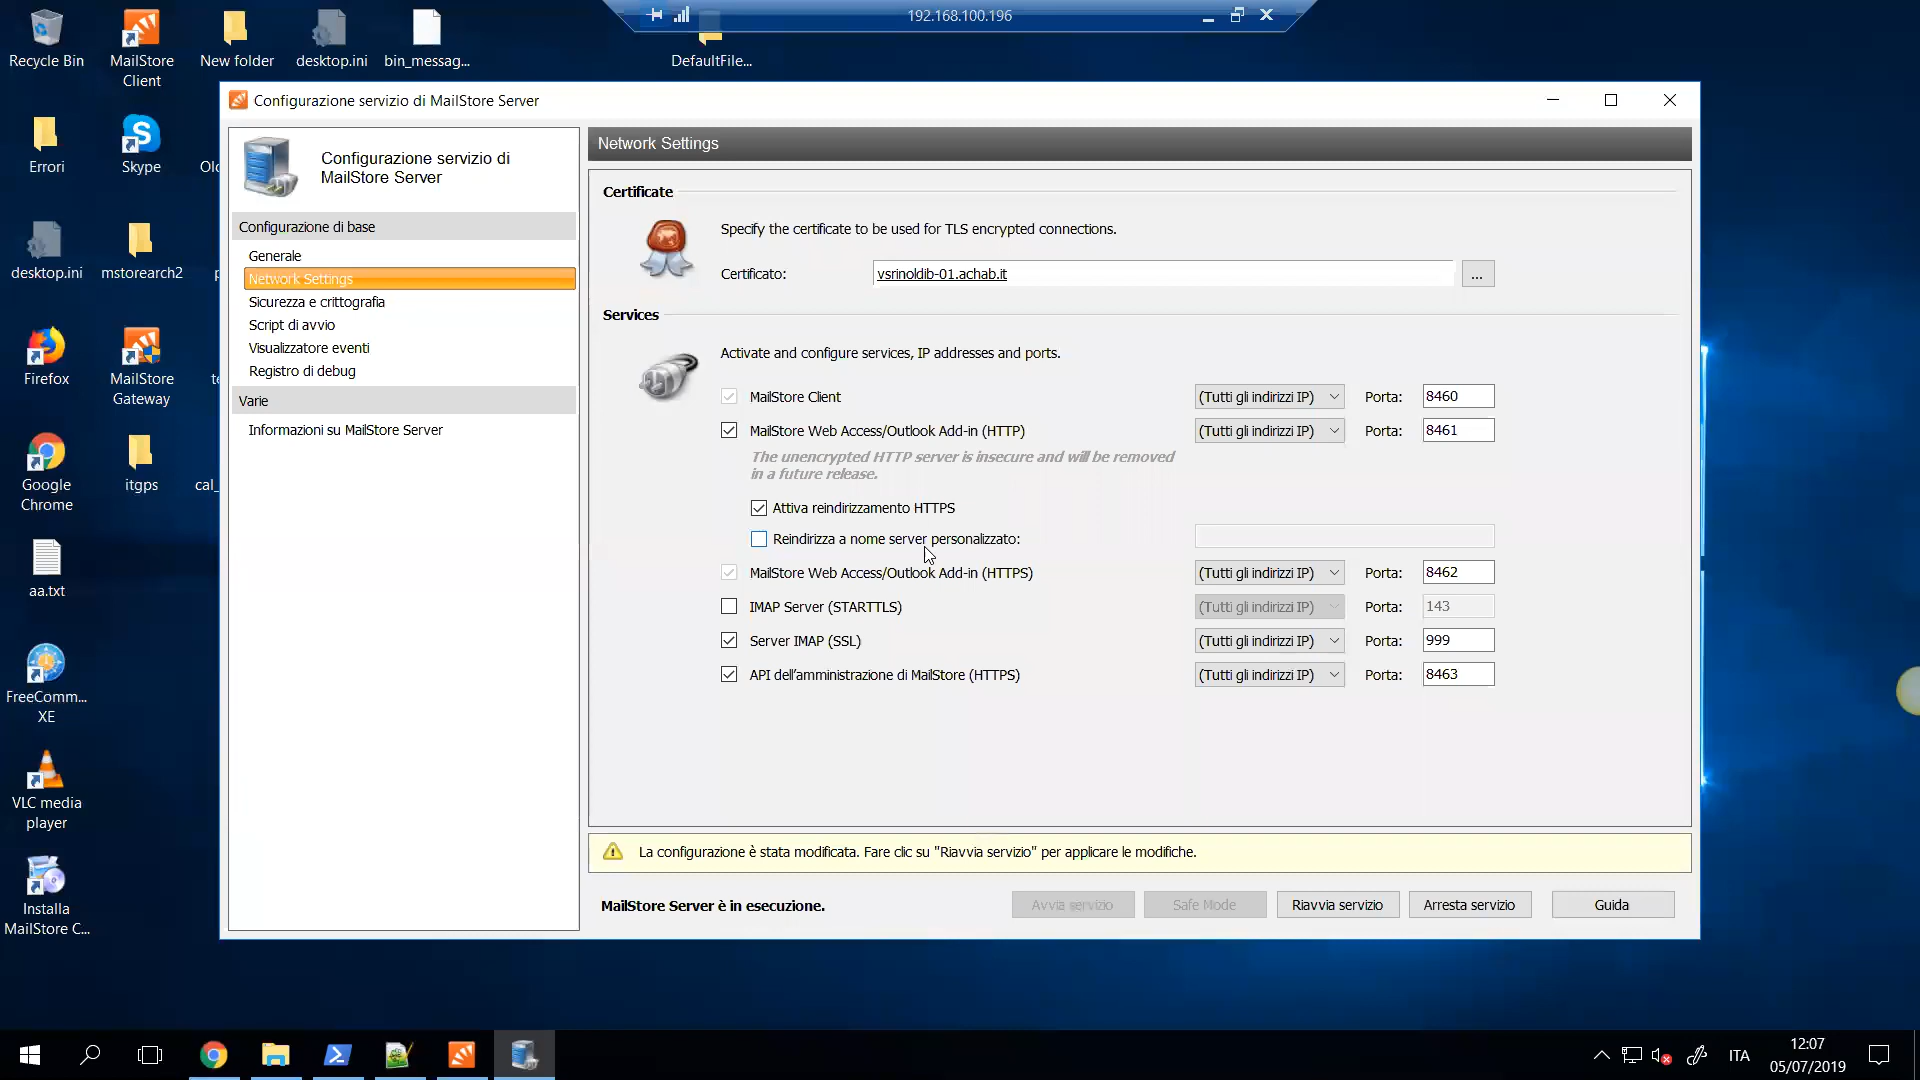 192.168.100.196
Recycle Bin
MailStore
Client
New folder
desktop.ini
bin_messag...
DefaultFile...
Errori
Skype
desktop.ini
mstorearch2
Firefox
MailStore
Gateway
Google
Chrome
itgps
cal_
aa.txt
FreeComm...
XE
VLC media
player
Installa
MailStore C...
Configurazione servizio di MailStore Server
Configurazione servizio di
MailStore Server
Configurazione di base
Generale
Network Settings
Sicurezza e crittografia
Script di avvio
Visualizzatore eventi
Registro di debug
Varie
Informazioni su MailStore Server
Network Settings
Certificate
Specify the certificate to be used for TLS encrypted connections.
Certificato: vsrinoldib-01.achab.it ...
Services
Activate and configure services, IP addresses and ports.
MailStore Client (Tutti gli indirizzi IP) Porta: 8460
MailStore Web Access/Outlook Add-in (HTTP) (Tutti gli indirizzi IP) Porta: 8461
The unencrypted HTTP server is insecure and will be removed
in a future release.
Attiva reindirizzamento HTTPS
Reindirizza a nome server personalizzato:
MailStore Web Access/Outlook Add-in (HTTPS) (Tutti gli indirizzi IP) Porta: 8462
IMAP Server (STARTTLS) (Tutti gli indirizzi IP) Porta: 143
Server IMAP (SSL) (Tutti gli indirizzi IP) Porta: 999
API dell'amministrazione di MailStore (HTTPS) (Tutti gli indirizzi IP) Porta: 8463
La configurazione è stata modificata. Fare clic su "Riavvia servizio" per applicare le modifiche.
MailStore Server è in esecuzione.
Avvia servizio
Safe Mode
Riavvia servizio
Arresta servizio
Guida
ITA
12:07
05/07/2019